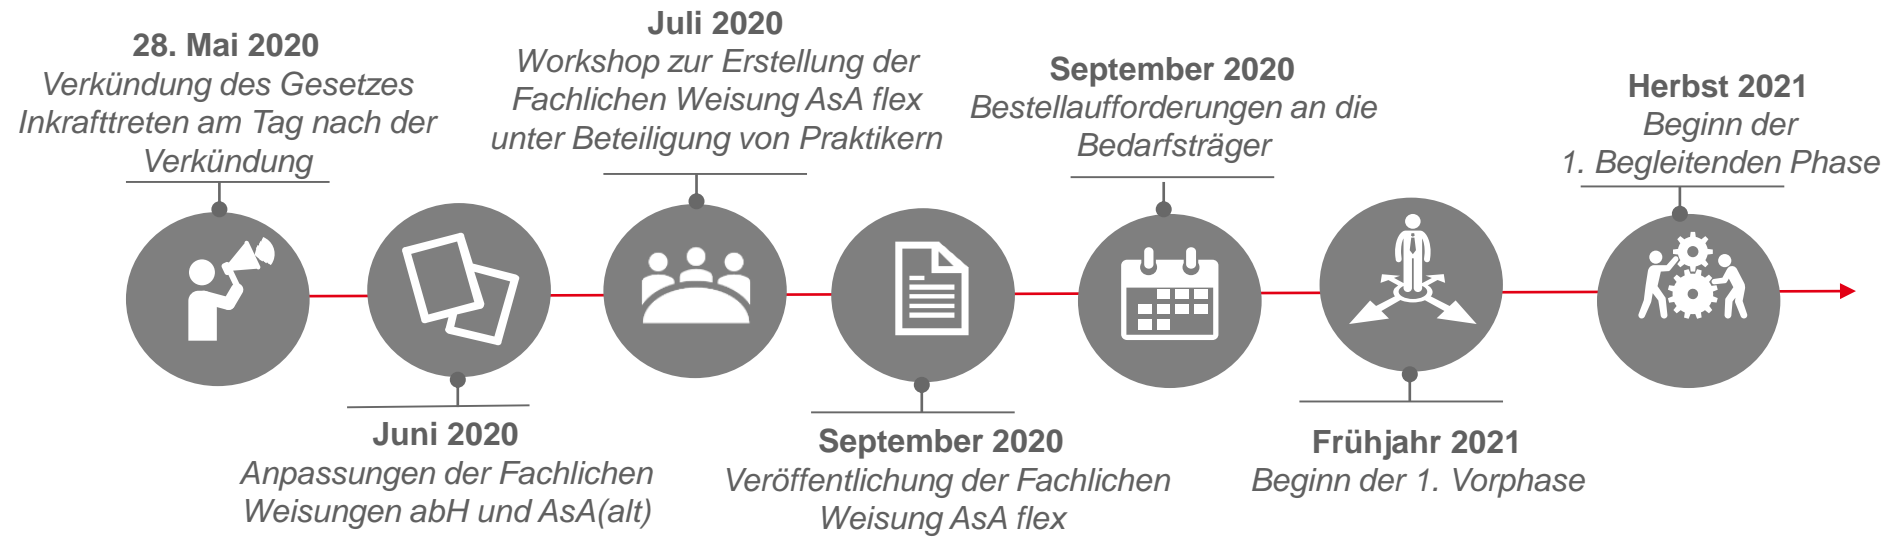 28. Mai 2020
Verkündung des Gesetzes
Inkrafttreten am Tag nach der
Verkündung
Juni 2020
Anpassungen der Fachlichen
Weisungen abH und AsA(alt)
Juli 2020
Workshop zur Erstellung der
Fachlichen Weisung AsA flex
unter Beteiligung von Praktikern
September 2020
Veröffentlichung der Fachlichen
Weisung AsA flex
September 2020
Bestellaufforderungen an die
Bedarfsträger
Frühjahr 2021
Beginn der 1. Vorphase
Herbst 2021
Beginn der
1. Begleitenden Phase